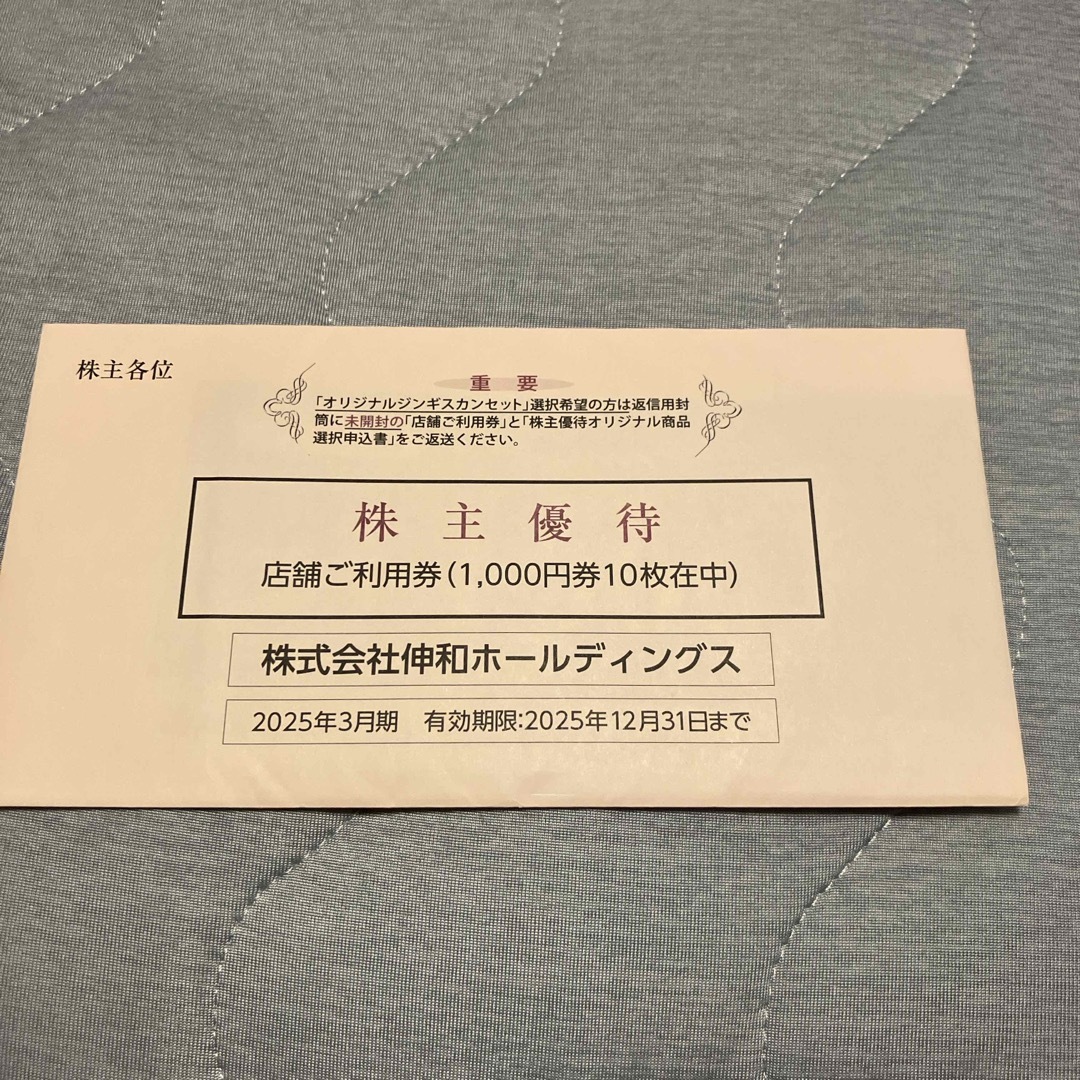 株主各位
重要
「オリジナルジンギスカンセット」選択希望の方は返信用封
筒に未開封の「店舗ご利用券」と「株主優待オリジナル商品
選択申込書」をご返送ください。
株主優待
店舗ご利用券(1,000円券10枚在中)
株式会社伸和ホールディングス
2025年3月期 有効期限:2025年12月31日まで